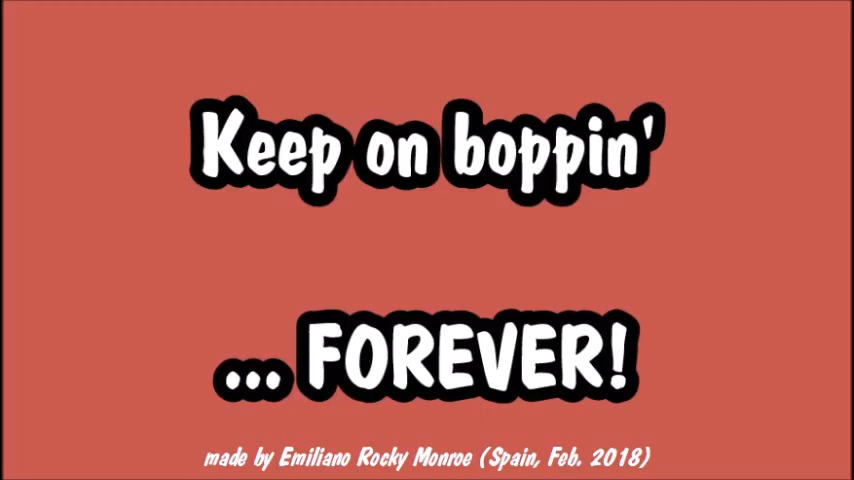 Keep on boppin'
... FOREVER!
made by Emiliano Rocky Monroe (Spain, Feb. 2018)